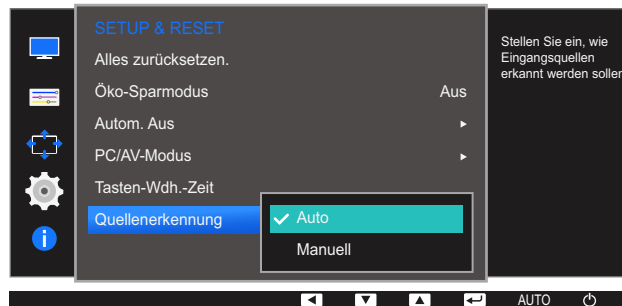 SETUP & RESET
Alles zurücksetzen.
Öko-Sparmodus Aus
Autom. Aus
PC/AV-Modus
Tasten-Wdh.-Zeit
Quellenerkennung
Auto
Manuell
Stellen Sie ein, wie
Eingangsquellen
erkannt werden sollen
AUTO